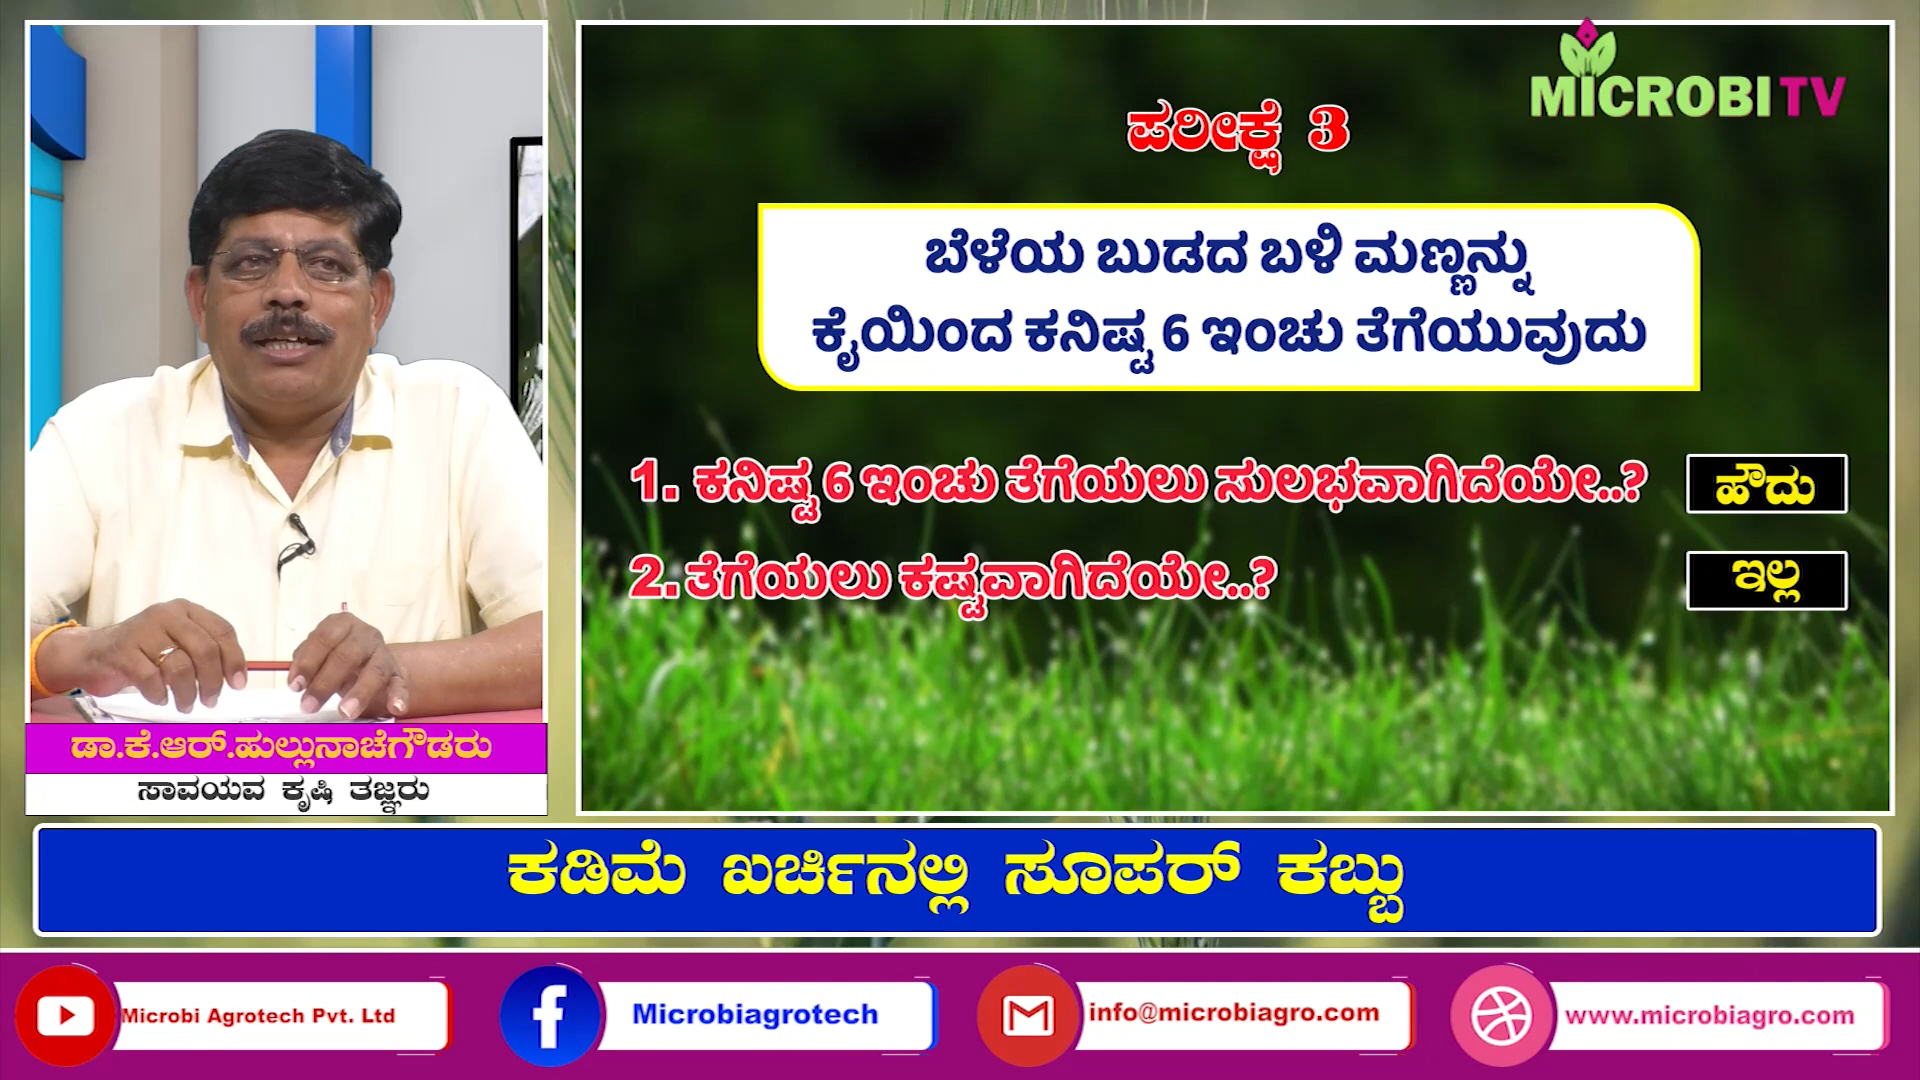 MICROBI TV
ಪರೀಕ್ಷೆ 3
ಬೆಳೆಯ ಬುಡದ ಬಳಿ ಮಣ್ಣನ್ನು
ಕೈಯಿಂದ ಕನಿಷ್ಟ 6 ಇಂಚು ತೆಗೆಯುವುದು
1. ಕನಿಷ್ಟ 6 ಇಂಚು ತೆಗೆಯಲು ಸುಲಭವಾಗಿದೆಯೇ..? ಹೌದು
2. ತೆಗೆಯಲು ಕಷ್ಟವಾಗಿದೆಯೇ..? ಇಲ್ಲ
ಡಾ.ಕೆ.ಆರ್.ಹುಲ್ಲುನಾಚೆಗೌಡರು
ಸಾವಯವ ಕೃಷಿ ತಜ್ಞರು
ಕಡಿಮೆ ಖರ್ಚಿನಲ್ಲಿ ಸೂಪರ್ ಕಬ್ಬು
Microbi Agrotech Pvt. Ltd
Microbiagrotech
info@microbiagro.com
www.microbiagro.com